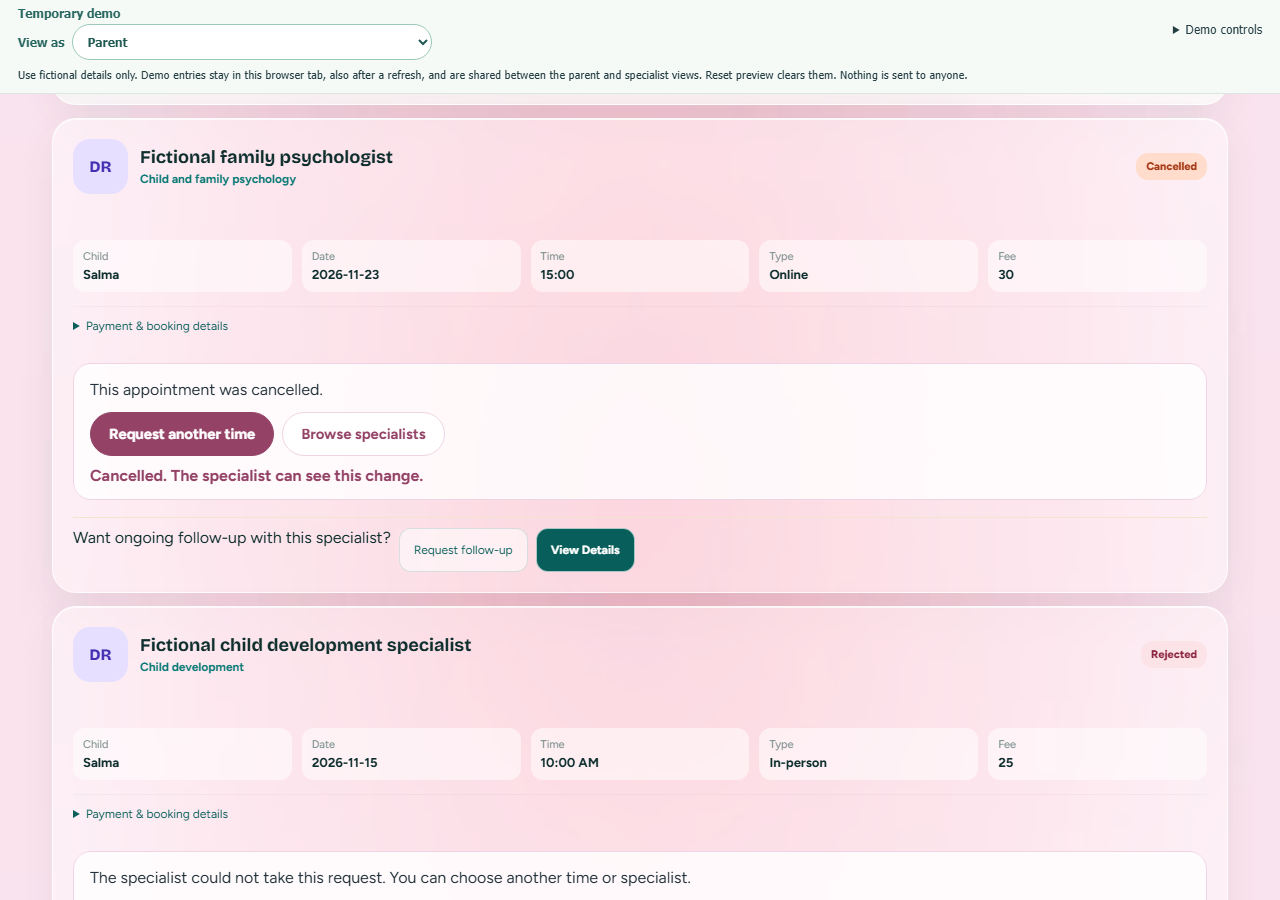 Temporary demo
View as Parent
Demo controls
Use fictional details only. Demo entries stay in this browser tab, also after a refresh, and are shared between the parent and specialist views. Reset preview clears them. Nothing is sent to anyone.
DR
Fictional family psychologist
Child and family psychology
Cancelled
Child
Salma
Date
2026-11-23
Time
15:00
Type
Online
Fee
30
Payment & booking details
This appointment was cancelled.
Request another time
Browse specialists
Cancelled. The specialist can see this change.
Want ongoing follow-up with this specialist?
Request follow-up
View Details
DR
Fictional child development specialist
Child development
Rejected
Child
Salma
Date
2026-11-15
Time
10:00 AM
Type
In-person
Fee
25
Payment & booking details
The specialist could not take this request. You can choose another time or specialist.